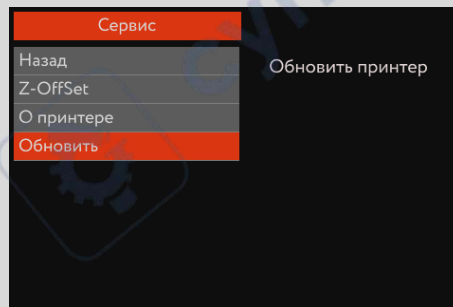 Сервис
Назад
Обновить принтер
Z-OffSet
О принтере
Обновить